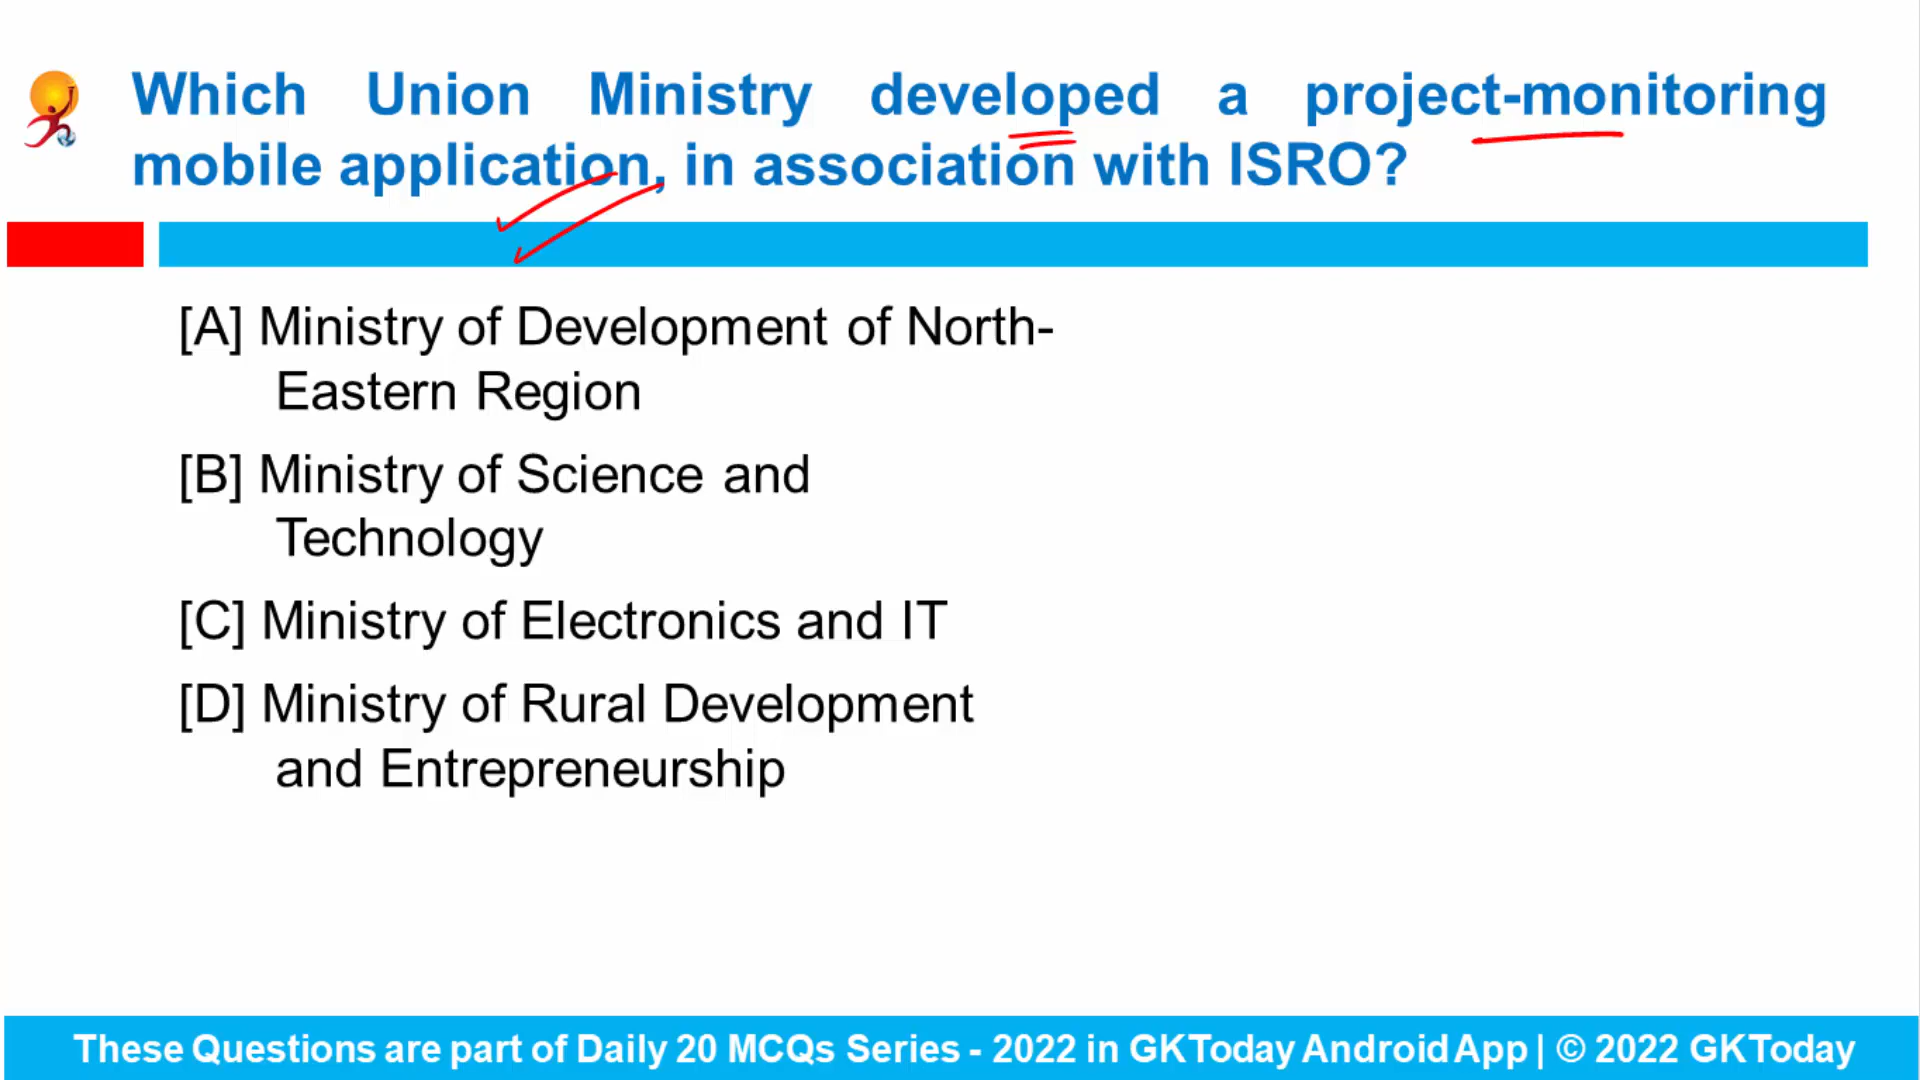 Which Union Ministry developed a project-monitoring
mobile application, in association with ISRO?
[A] Ministry of Development of North-
Eastern Region
[B] Ministry of Science and
Technology
[C] Ministry of Electronics and IT
[D] Ministry of Rural Development
and Entrepreneurship
These Questions are part of Daily 20 MCQs Series - 2022 in GKToday Android App | © 2022 GKToday